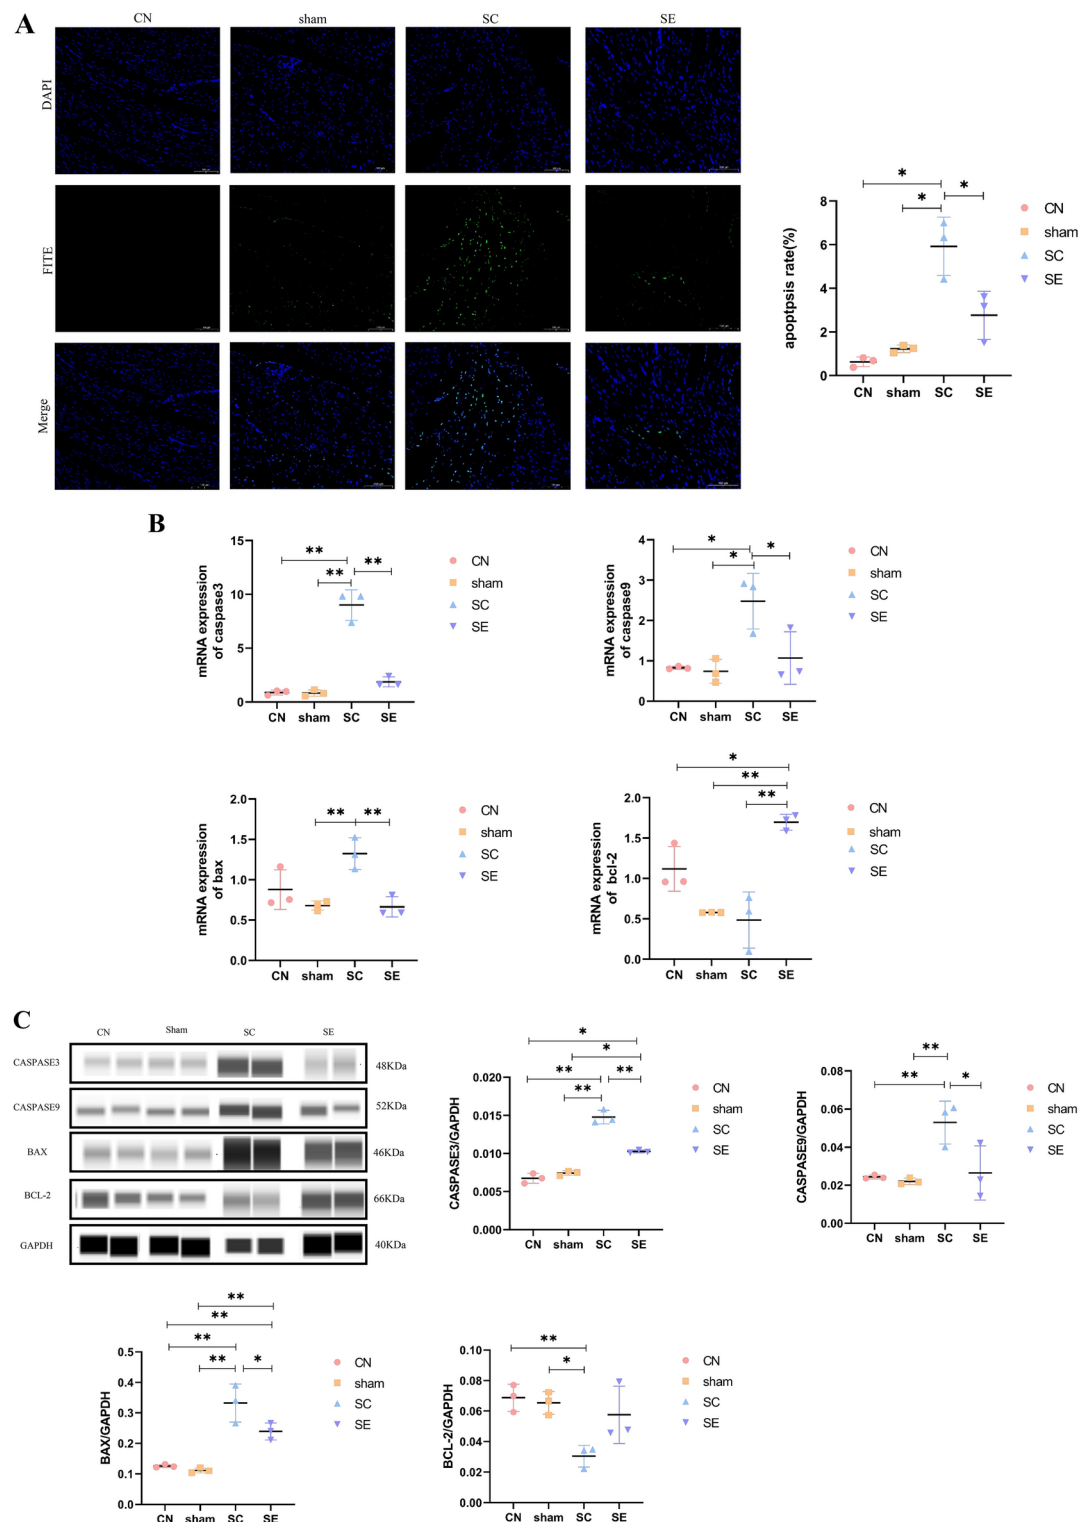 A
CN sham SC SE
DAPI
FITE
Merge
apoptpsis rate(%)
8
6
4
2
0
CN sham SC SE
* * *
CN
sham
SC
SE
B
mRNA expression
of caspase3
15
10
5
0
CN sham SC SE
** ** **
CN
sham
SC
SE
mRNA expression
of caspase9
4
3
2
1
0
CN sham SC SE
* * *
CN
sham
SC
SE
mRNA expression
of bax
2.0
1.5
1.0
0.5
0.0
CN sham SC SE
** **
CN
sham
SC
SE
mRNA expression
of bcl-2
2.0
1.5
1.0
0.5
0.0
CN sham SC SE
*
**
**
CN
sham
SC
SE
C
CN Sham SC SE
CASPASE3 48KDa
CASPASE9 52KDa
BAX 46KDa
BCL-2 66KDa
GAPDH 40KDa
CASPASE3/GAPDH
0.020
0.015
0.010
0.005
0.000
CN sham SC SE
*
*
** **
**
CN
sham
SC
SE
CASPASE9/GAPDH
0.08
0.06
0.04
0.02
0.00
CN sham SC SE
**
** *
CN
sham
SC
SE
BAX/GAPDH
0.5
0.4
0.3
0.2
0.1
0.0
CN sham SC SE
**
**
**
** *
CN
sham
SC
SE
BCL-2/GAPDH
0.10
0.08
0.06
0.04
0.02
0.00
CN sham SC SE
**
*
CN
sham
SC
SE